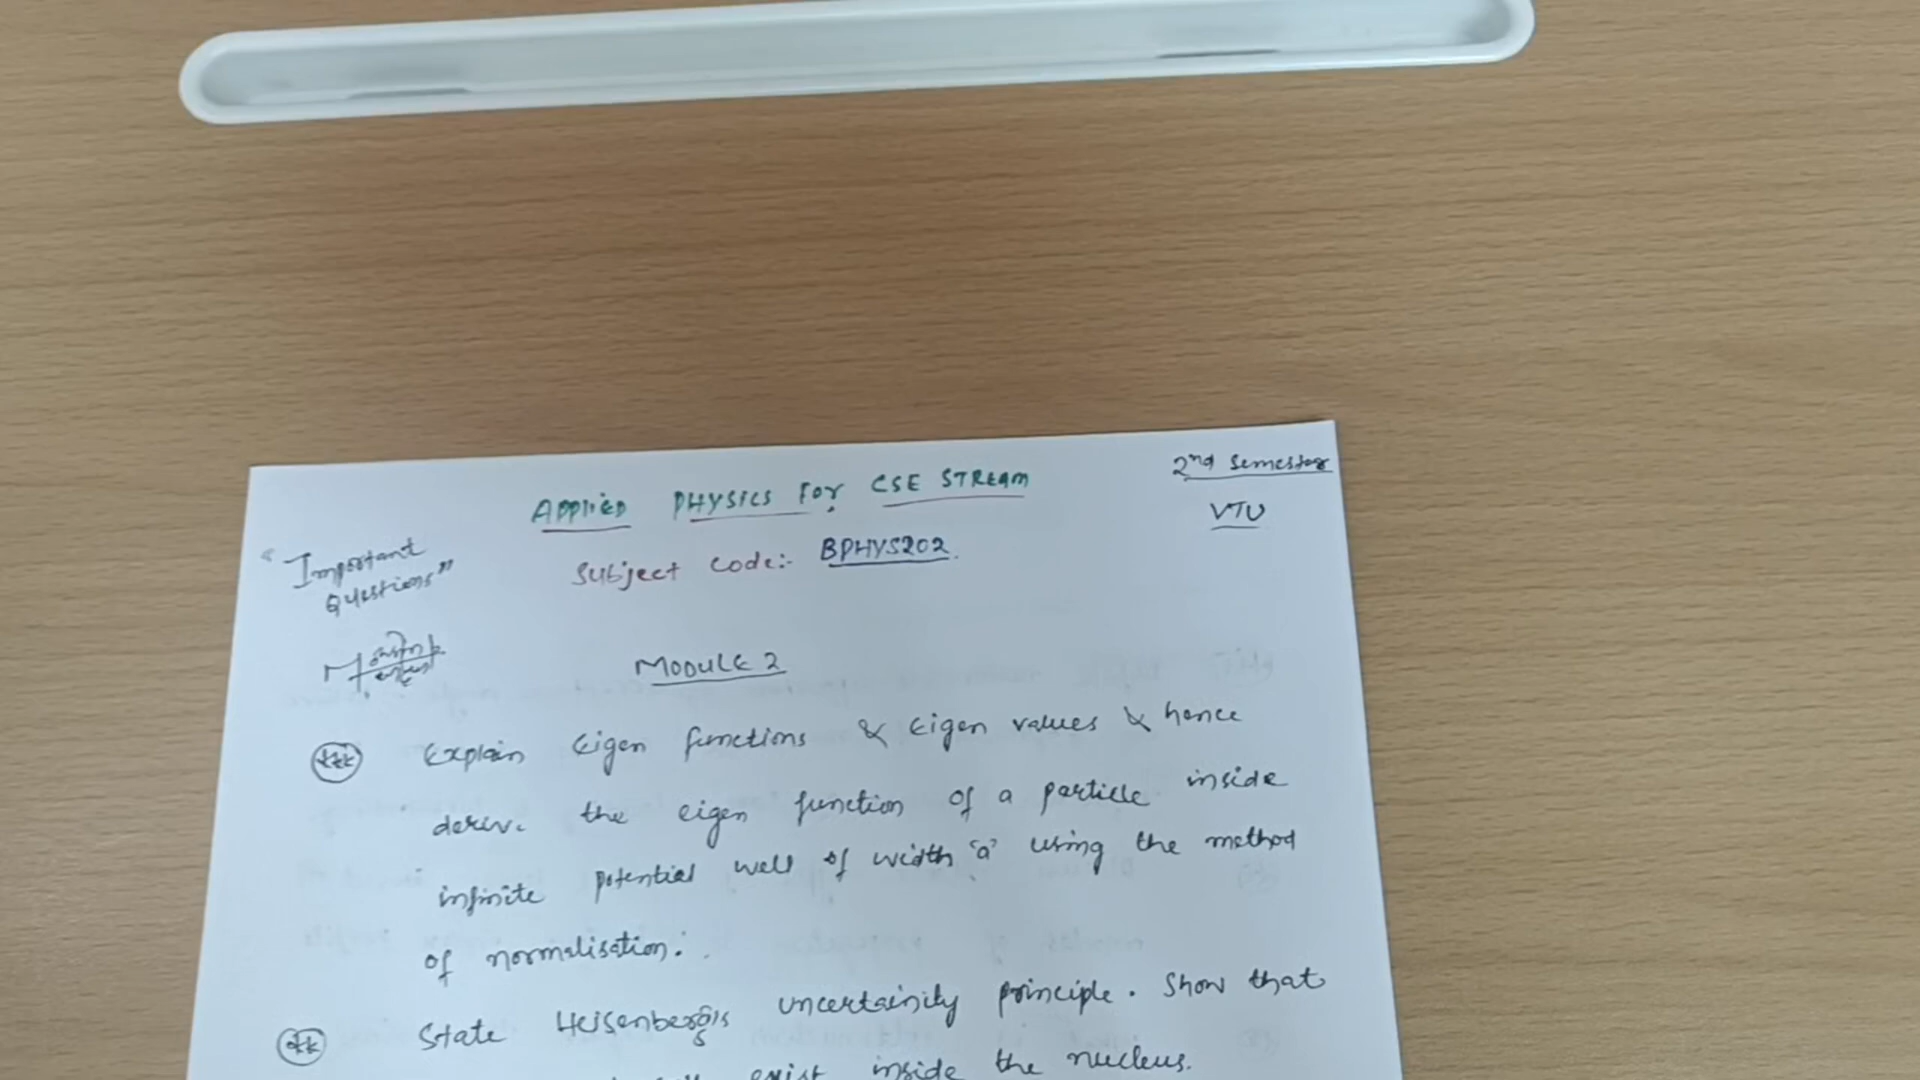 2nd Semester
APPlied PHYSICS For CSE STREAM
VTU
"Important
Questions"
Subject Code:- BPHYS202.
MODULE 2
*** Explain Eigen functions & Eigen values & hence
derive the eigen function of a particle inside
infinite potential well of width 'a' using the method
of normalisation.
** State Heisenberg's uncertainity principle. Show that
exist inside the nucleus.